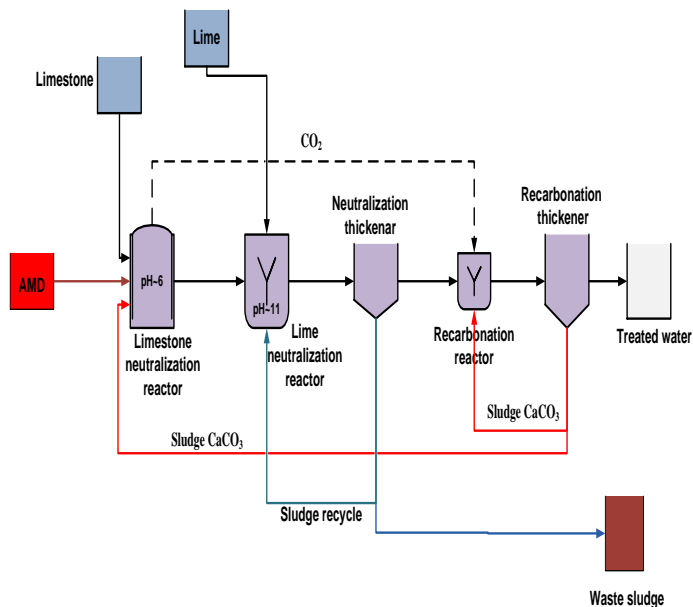 Lime
Limestone
CO2
Neutralization
thickenar
Recarbonation
thickener
AMD
pH~6
pH~11
Limestone
neutralization
reactor
Lime
neutralization
reactor
Recarbonation
reactor
Treated water
Sludge CaCO3
Sludge CaCO3
Sludge recycle
Waste sludge